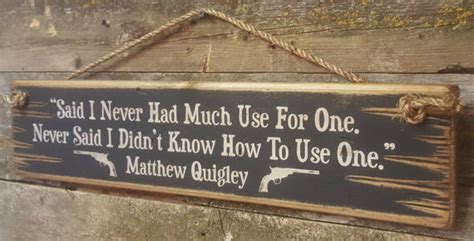 “Said I Never Had Much Use For One.
Never Said I Didn’t Know How To Use One.”
Matthew Quigley